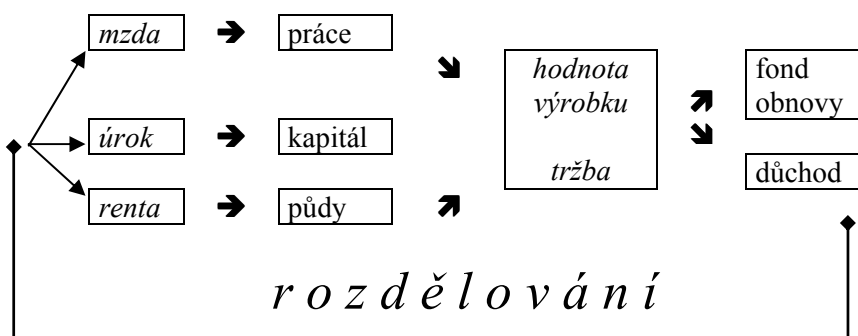 mzda
práce
hodnota
výrobku
tržba
fond
obnovy
úrok
kapitál
důchod
renta
půdy
rozdělování